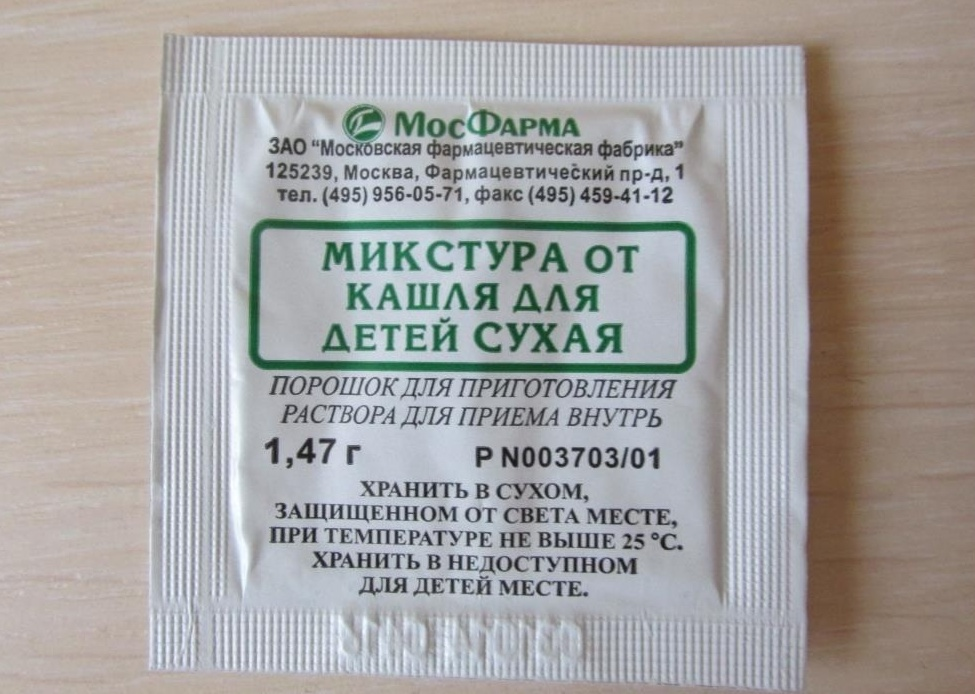 МосФАРМА
ЗАО "Московская фармацевтическая фабрика"
125239, Москва, Фармацевтический пр-д, 1
тел. (495) 956-05-71, факс (495) 459-41-12
МИКСТУРА ОТ
КАШЛЯ ДЛЯ
ДЕТЕЙ СУХАЯ
ПОРОШОК ДЛЯ ПРИГОТОВЛЕНИЯ
РАСТВОРА ДЛЯ ПРИЕМА ВНУТРЬ
1,47 г Р N003703/01
ХРАНИТЬ В СУХОМ,
ЗАЩИЩЕННОМ ОТ СВЕТА МЕСТЕ,
ПРИ ТЕМПЕРАТУРЕ НЕ ВЫШЕ 25 °С.
ХРАНИТЬ В НЕДОСТУПНОМ
ДЛЯ ДЕТЕЙ МЕСТЕ.